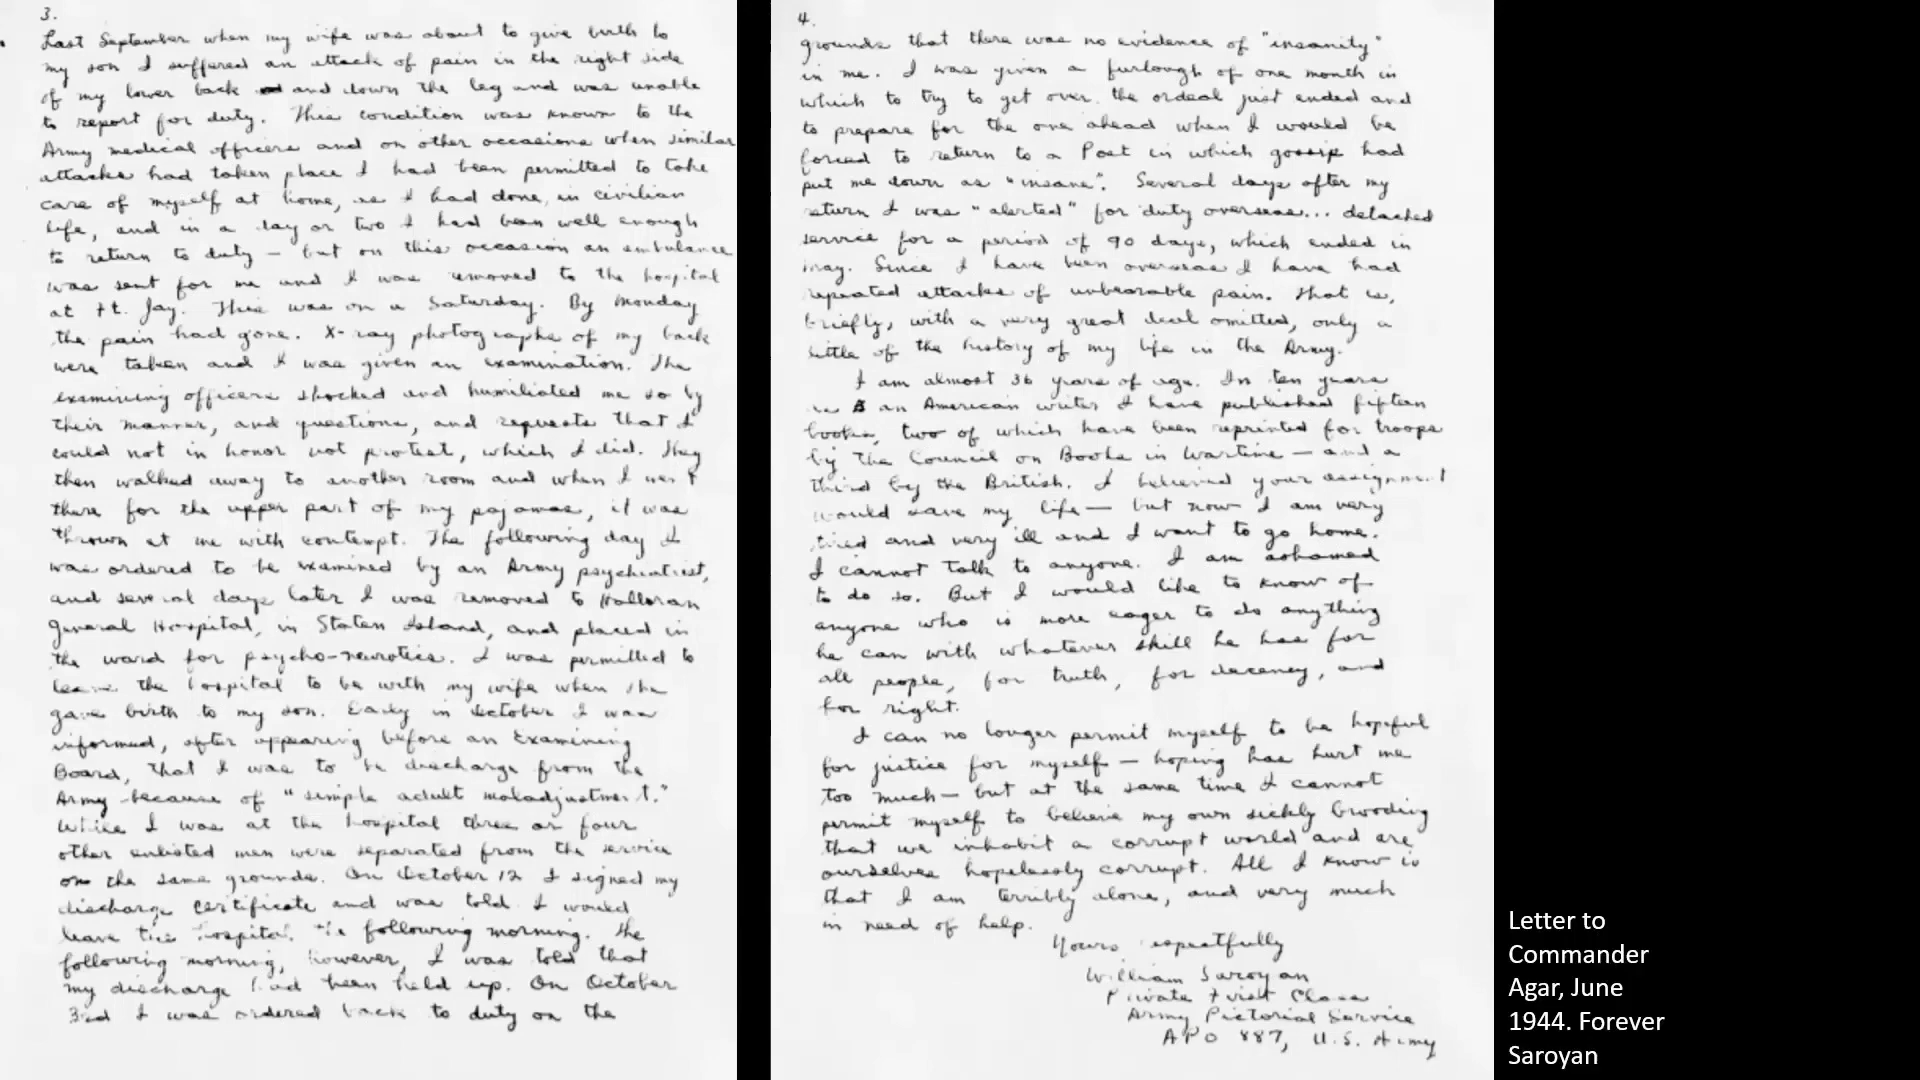 3.
Last September when my wife was about to give birth to
my son I suffered an attack of pain in the right side
of my lower back and down the leg and was unable
to report for duty. This condition was known to the
Army medical officers and on other occasions when similar
attacks had taken place I had been permitted to take
care of myself at home, as I had done, in civilian
life, and in a day or two I had been well enough
to return to duty — but on this occasion an ambulance
was sent for me and I was removed to the hospital
at Ft. Jay. This was on a Saturday. By Monday
the pain had gone. X-ray photographs of my back
were taken and I was given an examination. The
examining officers shocked and humiliated me so by
their manner, and questions, and requests that I
could not in honor not protest, which I did. They
then walked away to another room and when I went
there for the upper part of my pajamas, it was
thrown at me with contempt. The following day I
was ordered to be examined by an Army psychiatrist,
and several days later I was removed to Halloran
General Hospital, in Staten Island, and placed in
the ward for psycho-neurotics. I was permitted to
leave the hospital to be with my wife when she
gave birth to my son. Early in October I was
informed, after appearing before an Examining
Board, that I was to be discharge from the
Army because of "simple adult maladjustment."
While I was at the hospital three or four
other enlisted men were separated from the service
on the same grounds. On October 12 I signed my
discharge certificate and was told I would
leave the hospital the following morning. The
following morning, however, I was told that
my discharge had been held up. On October
I was ordered back to duty on the
4.
grounds that there was no evidence of "insanity"
in me. I was given a furlough of one month in
which to try to get over the ordeal just ended and
to prepare for the one ahead when I would be
forced to return to a Post in which gossip had
put me down as "insane". Several days after my
return I was "alerted" for duty overseas... detached
service for a period of 90 days, which ended in
May. Since I have been overseas I have had
repeated attacks of unbearable pain. That is,
briefly, with a very great deal omitted, only a
little of the history of my life in the Army.
I am almost 36 years of age. In ten years
as an American writer I have published fifteen
books, two of which have been reprinted for troops
by the Council on Books in Wartime — and a
third by the British. I believed your assignment
would save my life — but now I am very
tired and very ill and I want to go home.
I cannot talk to anyone. I am ashamed
to do so. But I would like to know of
anyone who is more eager to do anything
he can with whatever skill he has for
all people, for truth, for decency, and
for right.
I can no longer permit myself to be hopeful
for justice for myself — hoping has hurt me
too much — but at the same time I cannot
permit myself to believe my own sickly brooding
that we inhabit a corrupt world and are
ourselves hopelessly corrupt. All I know is
that I am terribly alone, and very much
in need of help.
Yours respectfully
William Saroyan
Private First Class
Army Pictorial Service
APO 887, U.S. Army
Letter to
Commander
Agar, June
1944. Forever
Saroyan